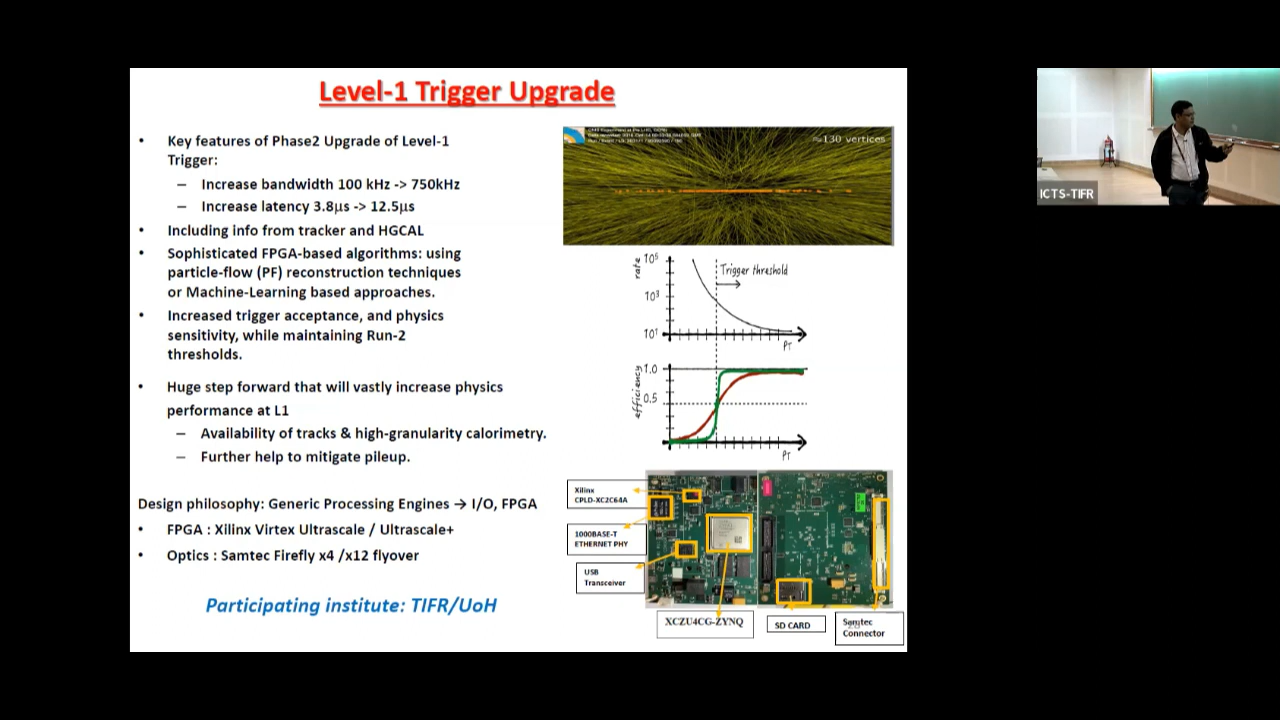 Level-1 Trigger Upgrade
• Key features of Phase2 Upgrade of Level-1
Trigger:
– Increase bandwidth 100 kHz -> 750kHz
– Increase latency 3.8µs -> 12.5µs
• Including info from tracker and HGCAL
• Sophisticated FPGA-based algorithms: using
particle-flow (PF) reconstruction techniques
or Machine-Learning based approaches.
• Increased trigger acceptance, and physics
sensitivity, while maintaining Run-2
thresholds.
• Huge step forward that will vastly increase physics
performance at L1
– Availability of tracks & high-granularity calorimetry.
– Further help to mitigate pileup.
Design philosophy: Generic Processing Engines → I/O, FPGA
• FPGA : Xilinx Virtex Ultrascale / Ultrascale+
• Optics : Samtec Firefly x4 /x12 flyover
Participating institute: TIFR/UoH
≈130 vertices
rate
10⁵
10³
10¹
Trigger threshold
PT
efficiency
1.0
0.5
PT
Xilinx
CPLD-XC2C64A
1000BASE-T
ETHERNET PHY
USB
Transceiver
XCZU4CG-ZYNQ
SD CARD
Samtec
Connector
ICTS-TIFR